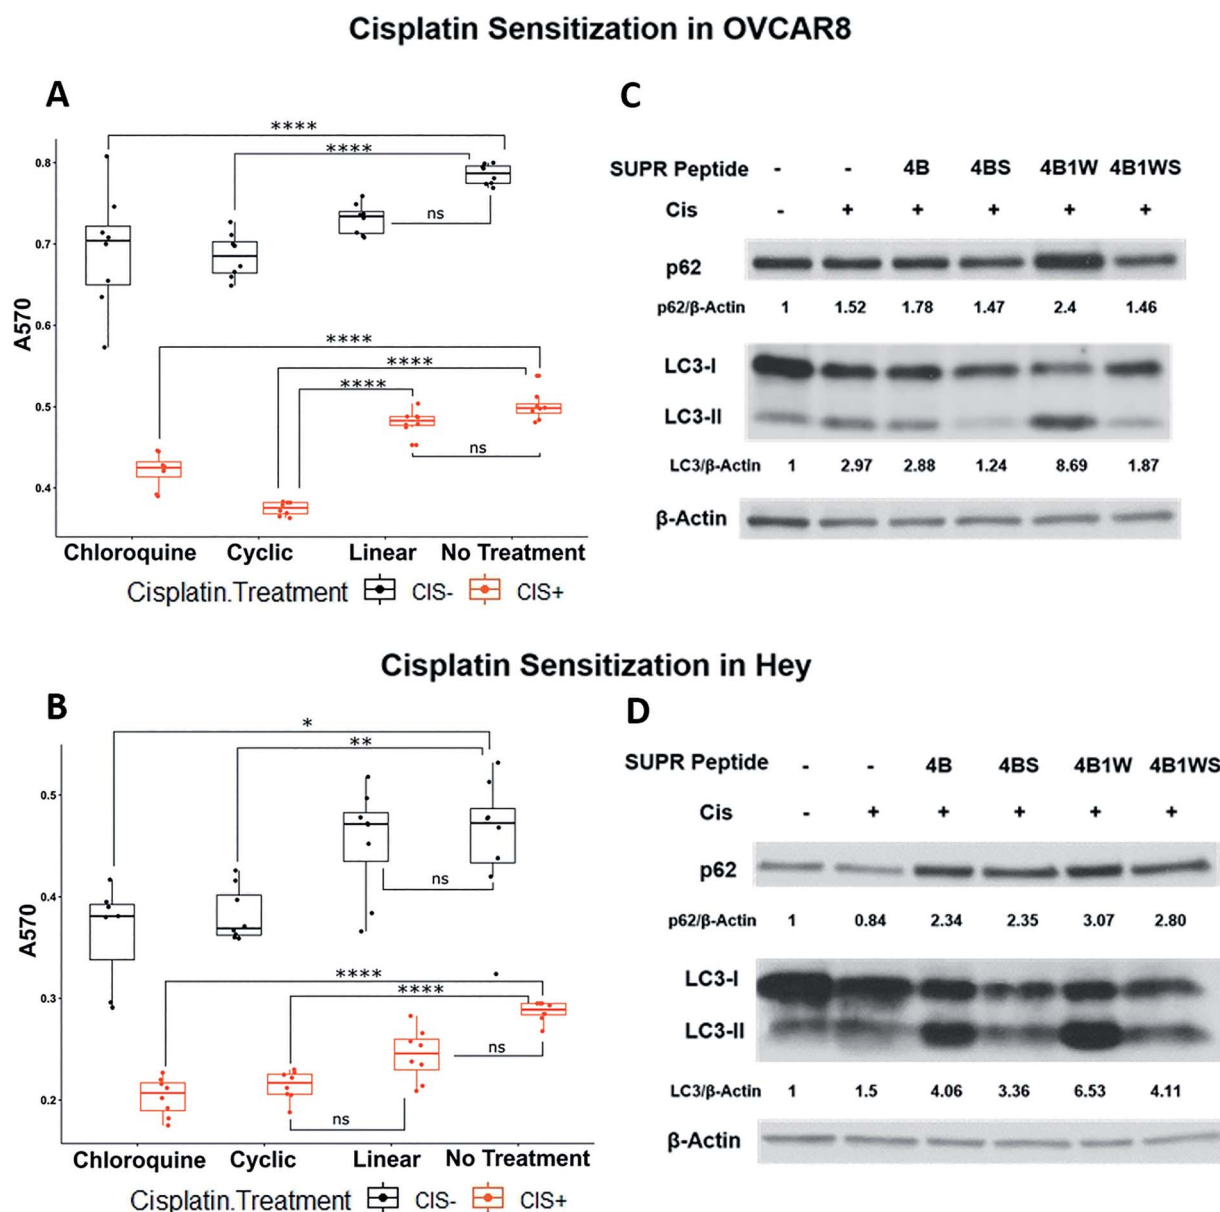 Cisplatin Sensitization in OVCAR8
A
****
****
ns
****
****
****
ns
A570
0.8
0.7
0.6
0.5
0.4
Chloroquine Cyclic Linear No Treatment
Cisplatin.Treatment CIS- CIS+
C
SUPR Peptide - - 4B 4BS 4B1W 4B1WS
Cis - + + + + +
p62
p62/β-Actin 1 1.52 1.78 1.47 2.4 1.46
LC3-I
LC3-II
LC3/β-Actin 1 2.97 2.88 1.24 8.69 1.87
β-Actin
Cisplatin Sensitization in Hey
B
*
**
ns
****
****
ns
ns
A570
0.5
0.4
0.3
0.2
Chloroquine Cyclic Linear No Treatment
Cisplatin.Treatment CIS- CIS+
D
SUPR Peptide - - 4B 4BS 4B1W 4B1WS
Cis - + + + + +
p62
p62/β-Actin 1 0.84 2.34 2.35 3.07 2.80
LC3-I
LC3-II
LC3/β-Actin 1 1.5 4.06 3.36 6.53 4.11
β-Actin